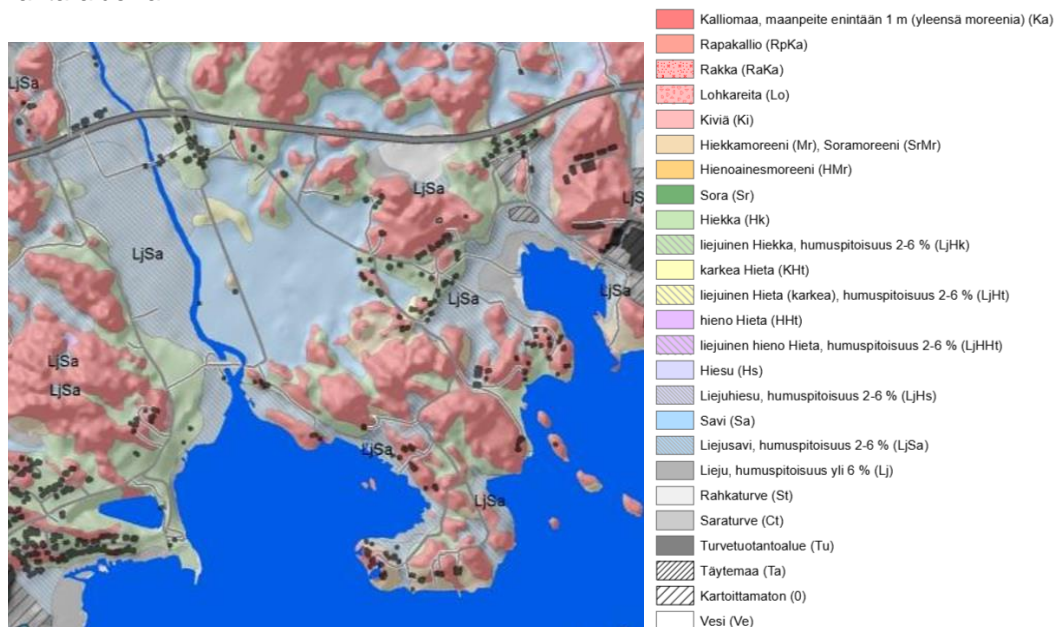 LjSa
LjSa
LjS
LjSa
LjSa
LjSa
LjSa
LjSa
LjSa
LjSa
Kalliomaa, maanpeite enintään 1 m (yleensä moreenia) (Ka)
Rapakallio (RpKa)
Rakka (RaKa)
Lohkareita (Lo)
Kiviä (Ki)
Hiekkamoreeni (Mr), Soramoreeni (SrMr)
Hienoainesmoreeni (HMr)
Sora (Sr)
Hiekka (Hk)
liejuinen Hiekka, humuspitoisuus 2-6 % (LjHk)
karkea Hieta (KHt)
liejuinen Hieta (karkea), humuspitoisuus 2-6 % (LjHt)
hieno Hieta (HHt)
liejuinen hieno Hieta, humuspitoisuus 2-6 % (LjHHt)
Hiesu (Hs)
Liejuhiesu, humuspitoisuus 2-6 % (LjHs)
Savi (Sa)
Liejusavi, humuspitoisuus 2-6 % (LjSa)
Lieju, humuspitoisuus yli 6 % (Lj)
Rahkaturve (St)
Saraturve (Ct)
Turvetuotantoalue (Tu)
Täytemaa (Ta)
Kartoittamaton (0)
Vesi (Ve)